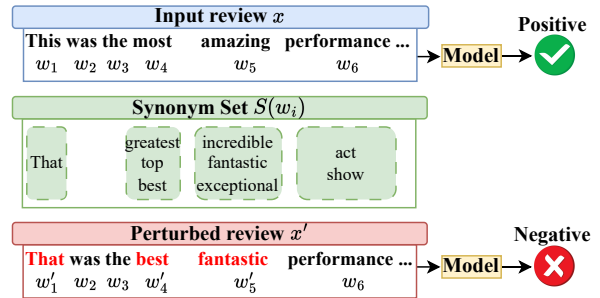 Input review x
Positive
This was the most amazing performance ...
w₁ w₂ w₃ w₄ w₅ w₆
Model
Synonym Set S(wᵢ)
That
greatest
top
best
incredible
fantastic
exceptional
act
show
Perturbed review x′
Negative
That was the best fantastic performance ...
w′₁ w₂ w₃ w′₄ w′₅ w₆
Model